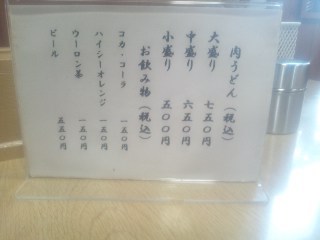 肉うどん（税込）
大盛り 七五〇円
中盛り 六五〇円
小盛り 五〇〇円
お飲み物（税込）
コカ・コーラ 一五〇円
ハイシーオレンジ 一五〇円
ウーロン茶 一五〇円
ビール 五五〇円